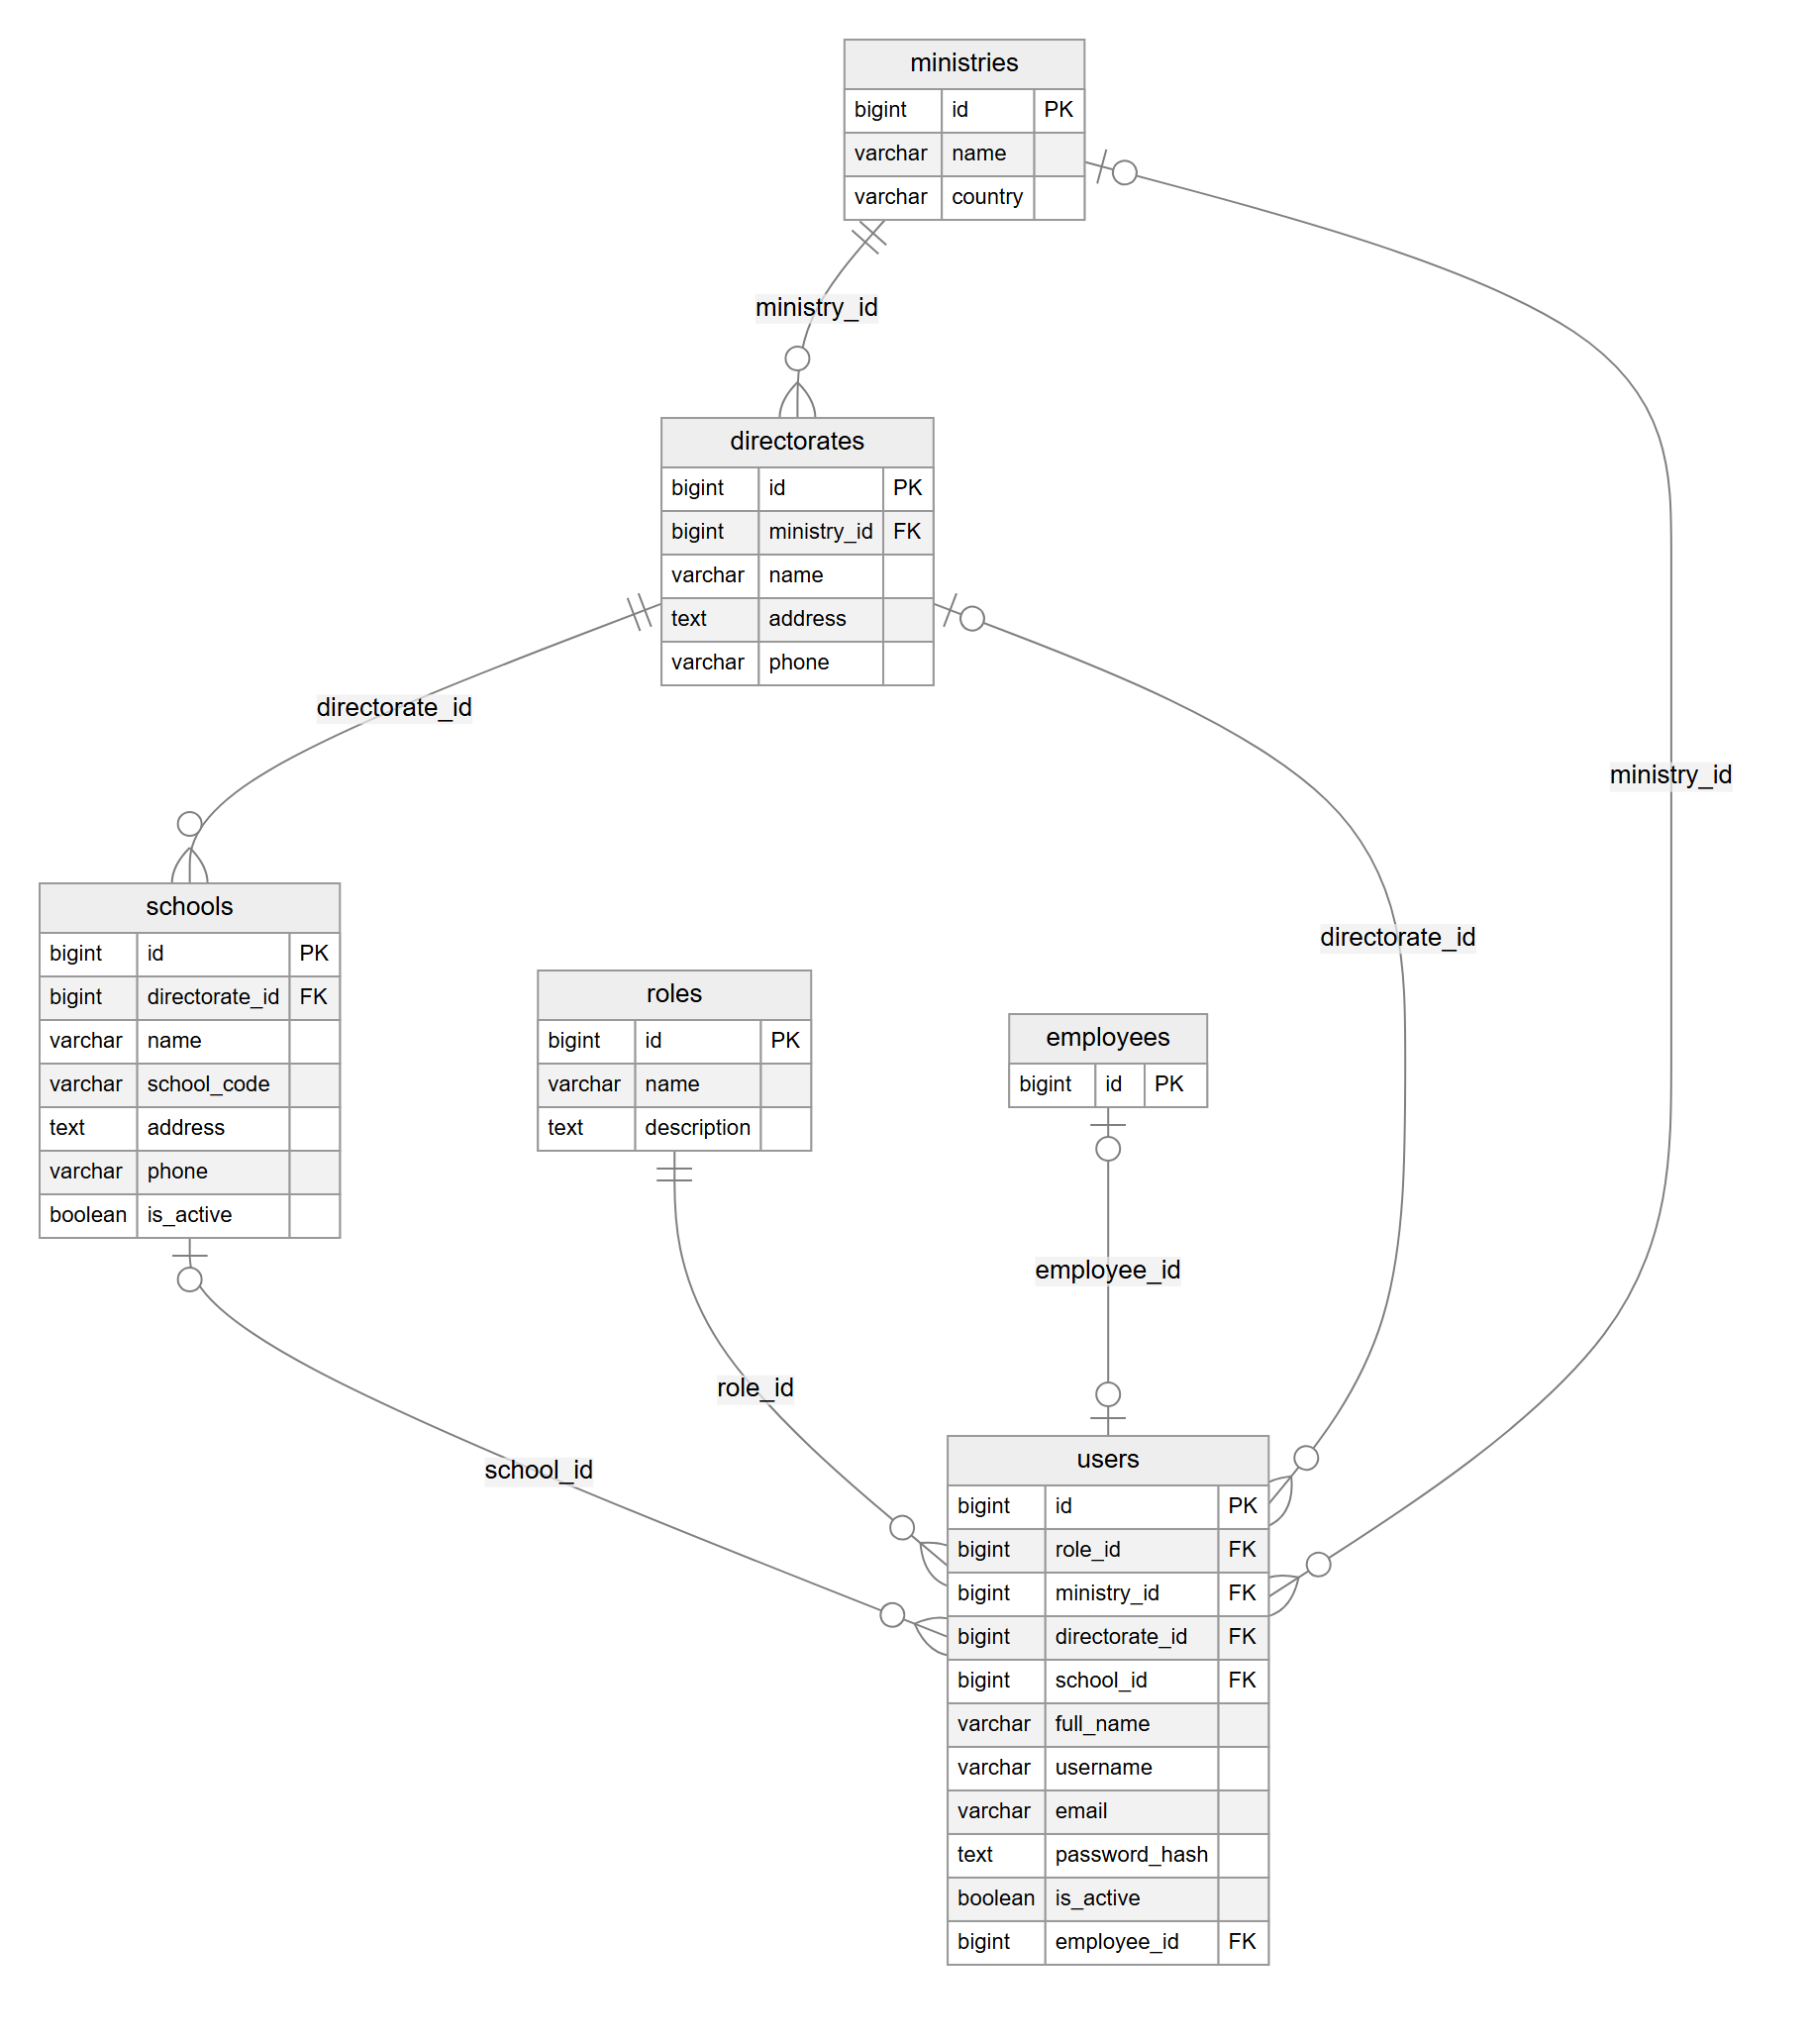 ministries
bigint id PK
varchar name
varchar country
ministry_id
directorates
bigint id PK
bigint ministry_id FK
varchar name
text address
varchar phone
directorate_id
ministry_id
schools
bigint id PK
bigint directorate_id FK
varchar name
varchar school_code
text address
varchar phone
boolean is_active
directorate_id
roles
bigint id PK
varchar name
text description
employees
bigint id PK
employee_id
role_id
school_id
users
bigint id PK
bigint role_id FK
bigint ministry_id FK
bigint directorate_id FK
bigint school_id FK
varchar full_name
varchar username
varchar email
text password_hash
boolean is_active
bigint employee_id FK